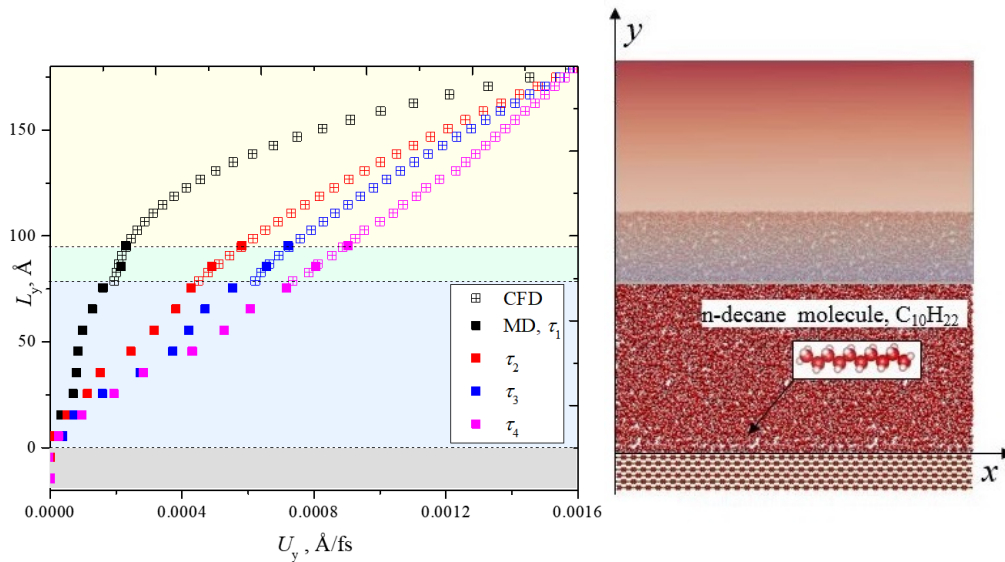 150
100
50
0
L_y, Å
0.0000
0.0004
0.0008
0.0012
0.0016
U_y , Å/fs
CFD
MD, τ₁
τ₂
τ₃
τ₄
y
n-decane molecule, C₁₀H₂₂
x